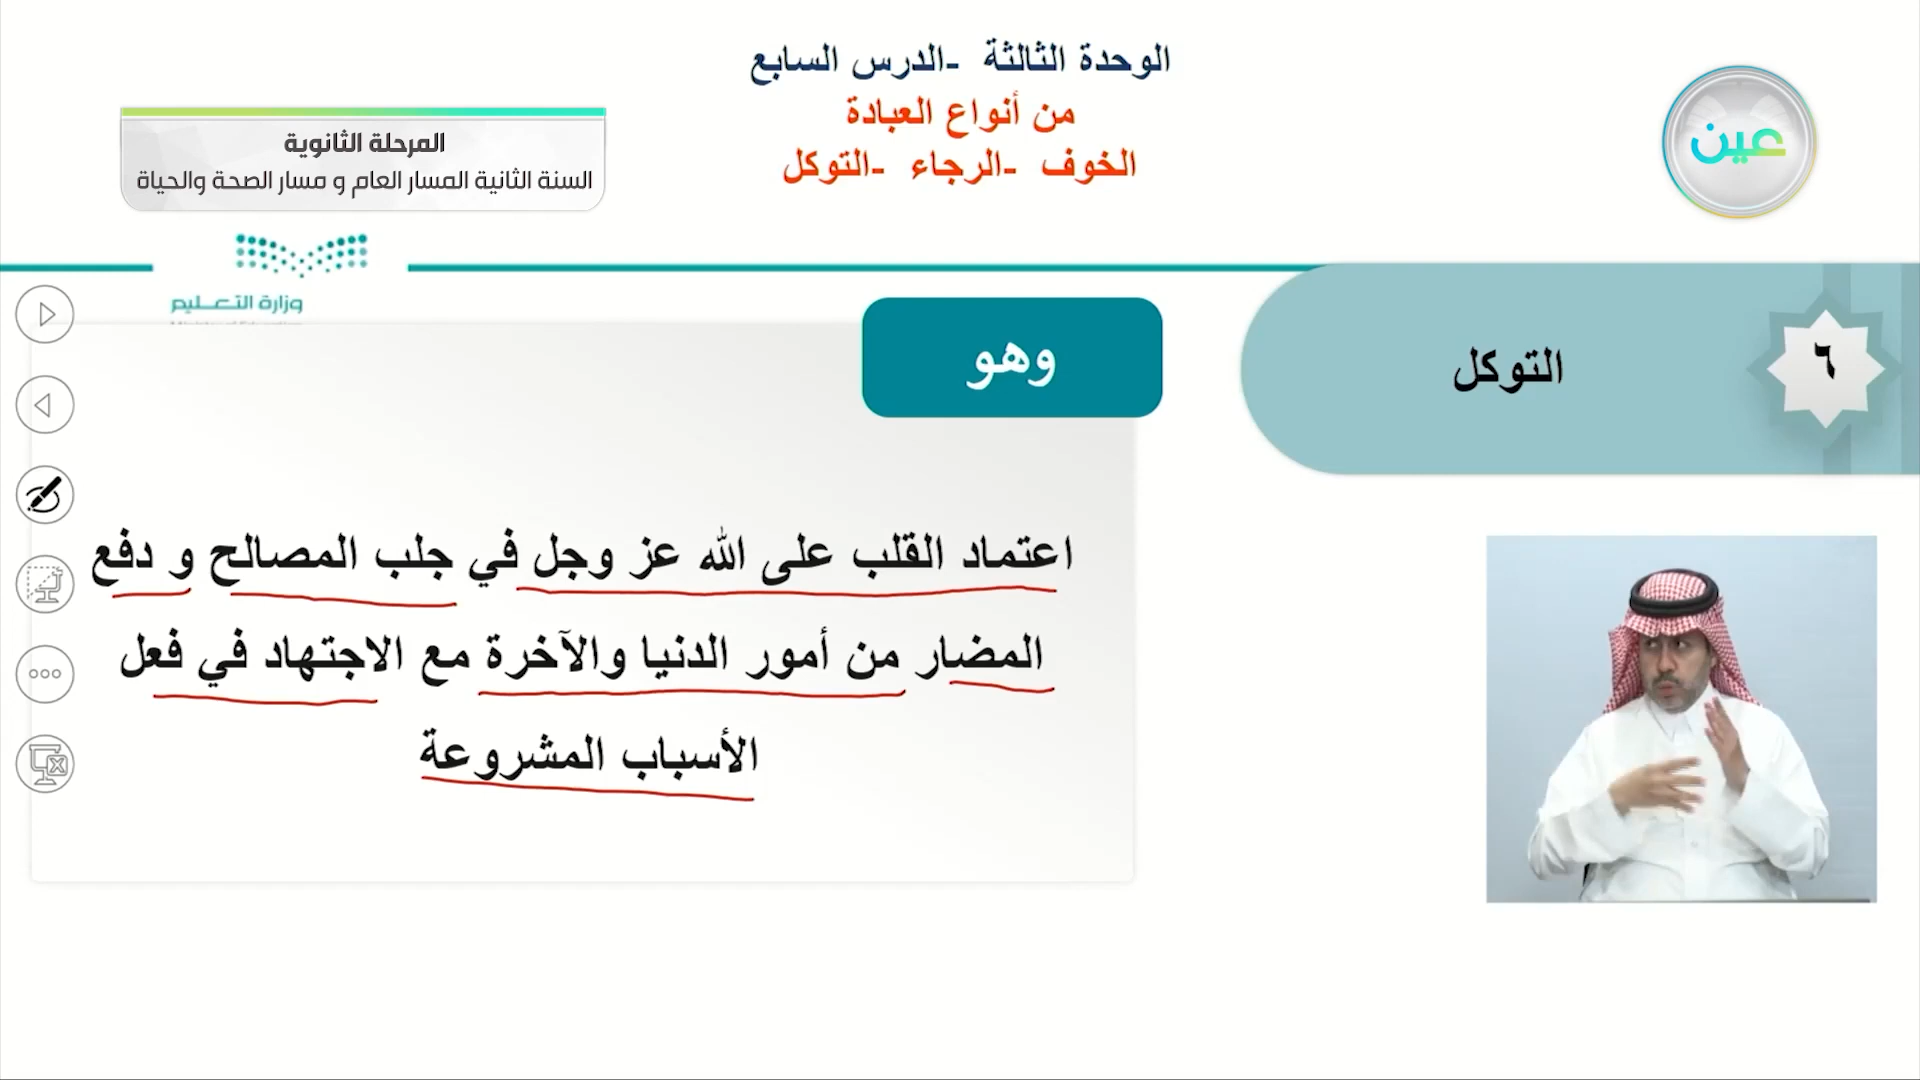 الوحدة الثالثة -الدرس السابع
من أنواع العبادة
الخوف -الرجاء -التوكل
عين
المرحلة الثانوية
السنة الثانية المسار العام و مسار الصحة والحياة
وزارة التعليم
٦
التوكل
وهو
اعتماد القلب على الله عز وجل في جلب المصالح و دفع
المضار من أمور الدنيا والآخرة مع الاجتهاد في فعل
الأسباب المشروعة